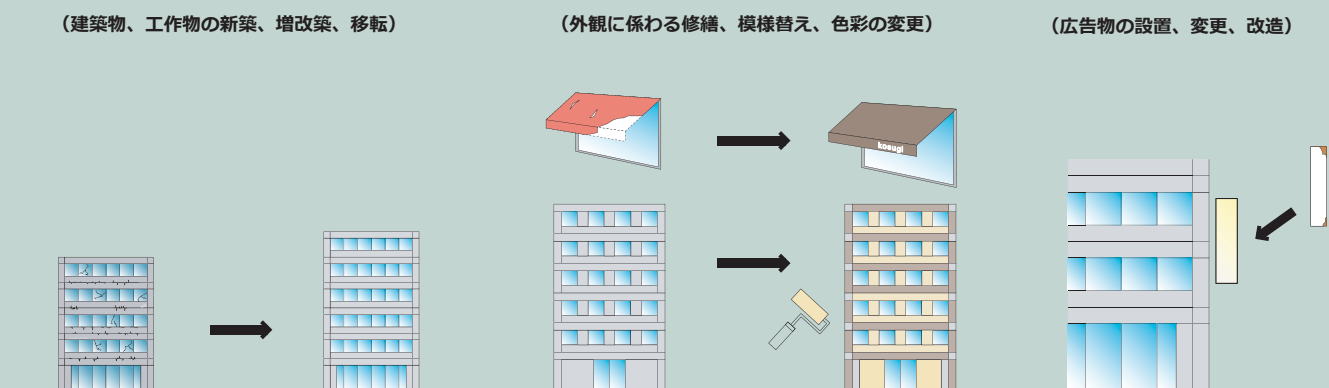 （建築物、工作物の新築、増改築、移転）
（外観に係わる修繕、模様替え、色彩の変更）
（広告物の設置、変更、改造）
kosugi